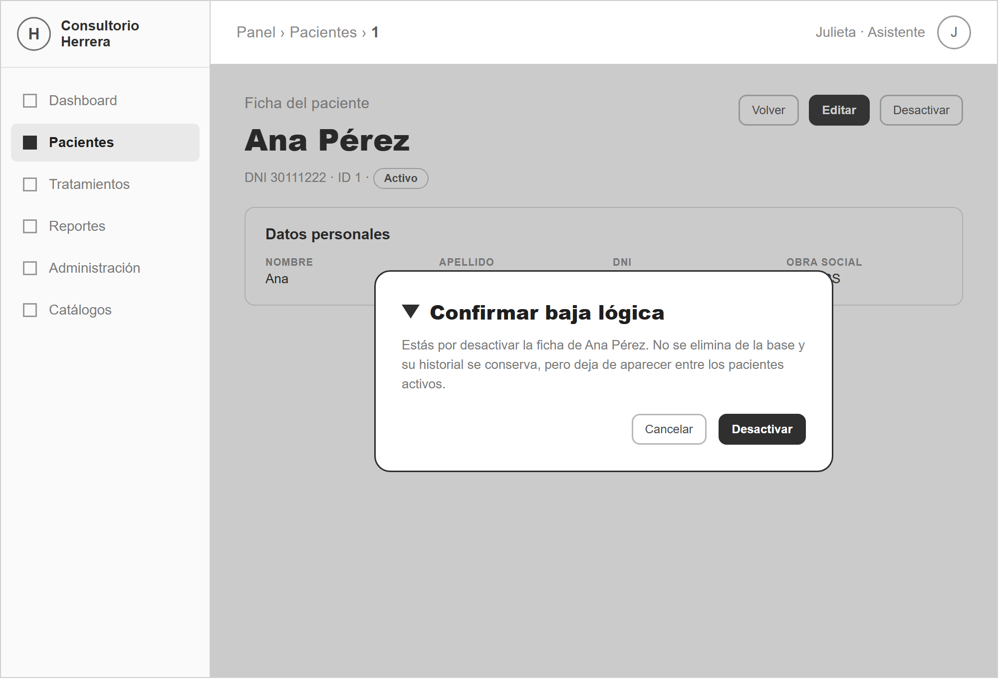 H
Consultorio
Herrera
Panel › Pacientes › 1
Julieta · Asistente
J
Dashboard
Pacientes
Tratamientos
Reportes
Administración
Catálogos
Ficha del paciente
Volver
Editar
Desactivar
Ana Pérez
DNI 30111222 · ID 1 · Activo
Datos personales
NOMBRE
APELLIDO
DNI
OBRA SOCIAL
Ana
Confirmar baja lógica
Estás por desactivar la ficha de Ana Pérez. No se elimina de la base y
su historial se conserva, pero deja de aparecer entre los pacientes
activos.
Cancelar
Desactivar